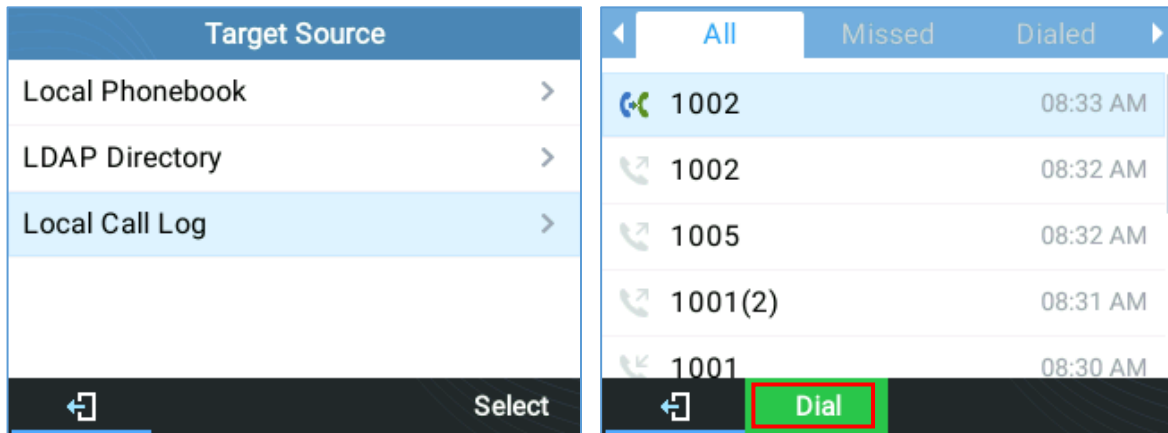 Target Source
Local Phonebook
LDAP Directory
Local Call Log
Select
All Missed Dialed
1002 08:33 AM
1002 08:32 AM
1005 08:32 AM
1001(2) 08:31 AM
1001 08:30 AM
Dial